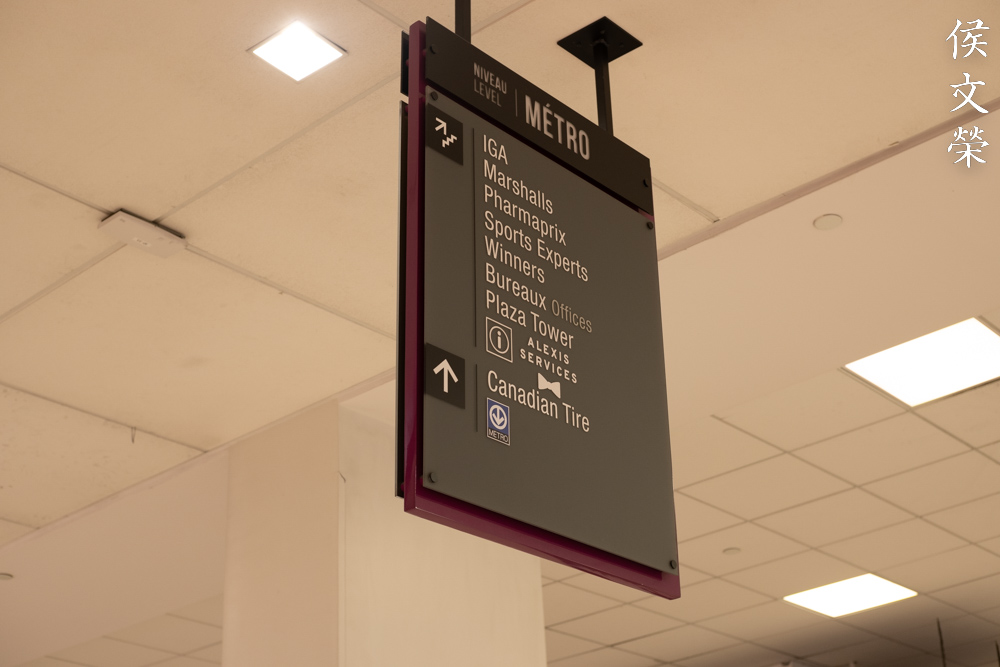 NIVEAU
LEVEL
MÉTRO
IGA
Marshalls
Pharmaprix
Sports Experts
Winners
Bureaux Offices
Plaza Tower
i ALEXIS
SERVICES
Canadian Tire
METRO
侯文榮